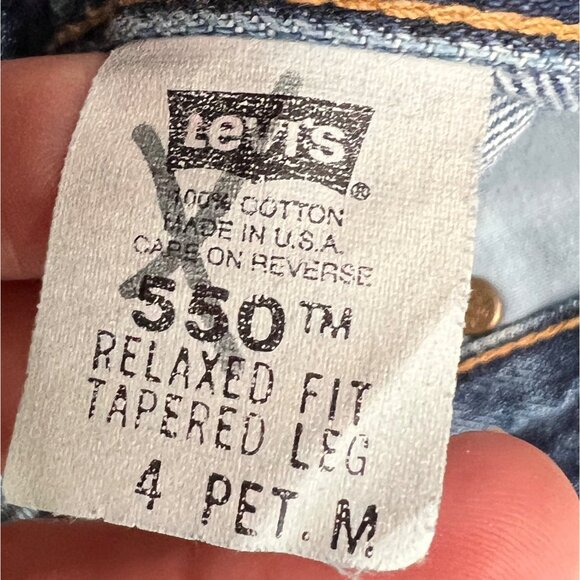 Levi's ®
100% COTTON
MADE IN U.S.A.
CARE ON REVERSE
550™
RELAXED FIT
TAPERED LEG
4 PET. M